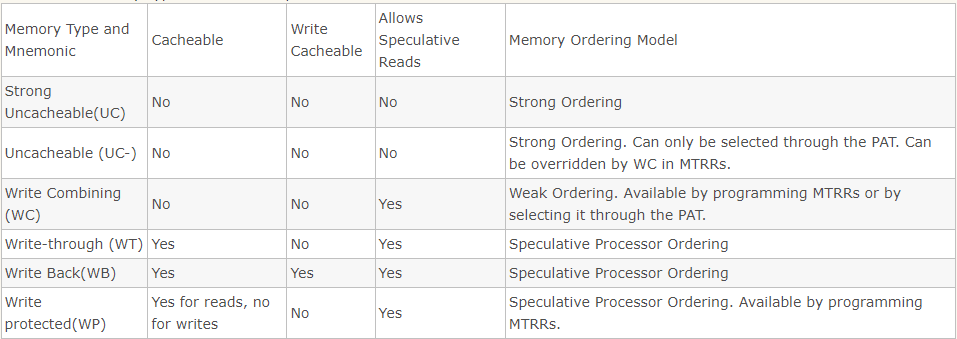 Memory Type and
Mnemonic
Cacheable
Write
Cacheable
Allows
Speculative
Reads
Memory Ordering Model
Strong
Uncacheable(UC)
No
No
No
Strong Ordering
Uncacheable (UC-)
No
No
No
Strong Ordering. Can only be selected through the PAT. Can
be overridden by WC in MTRRs.
Write Combining
(WC)
No
No
Yes
Weak Ordering. Available by programming MTRRs or by
selecting it through the PAT.
Write-through (WT)
Yes
No
Yes
Speculative Processor Ordering
Write Back(WB)
Yes
Yes
Yes
Speculative Processor Ordering
Write
protected(WP)
Yes for reads, no
for writes
No
Yes
Speculative Processor Ordering. Available by programming
MTRRs.